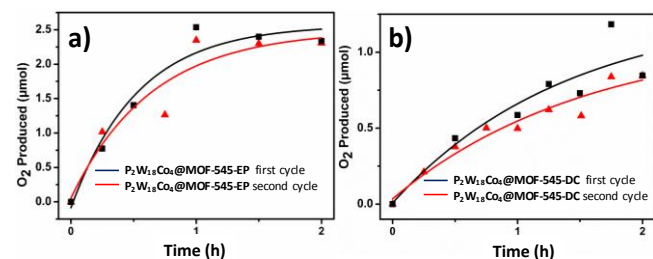 a)
O₂ Produced (μmol)
2.5
2.0
1.5
1.0
0.5
0.0
P₂W₁₈Co₄@MOF-545-EP first cycle
P₂W₁₈Co₄@MOF-545-EP second cycle
0
1
2
Time (h)
b)
O₂ Produced (μmol)
1.0
0.5
0.0
P₂W₁₈Co₄@MOF-545-DC first cycle
P₂W₁₈Co₄@MOF-545-DC second cycle
0
1
2
Time (h)